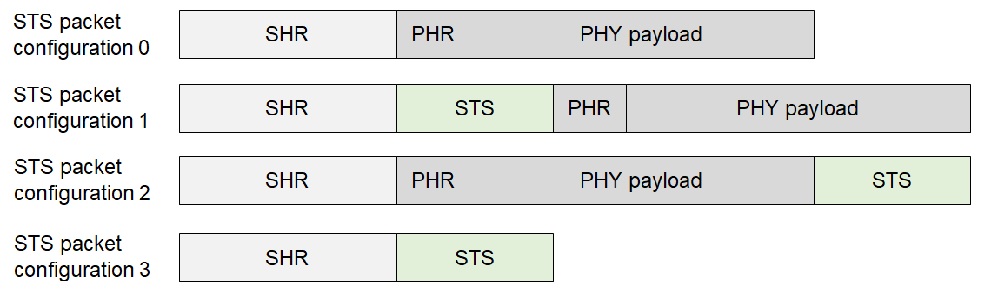 STS packet
configuration 0
SHR PHR PHY payload
STS packet
configuration 1
SHR STS PHR PHY payload
STS packet
configuration 2
SHR PHR PHY payload STS
STS packet
configuration 3
SHR STS